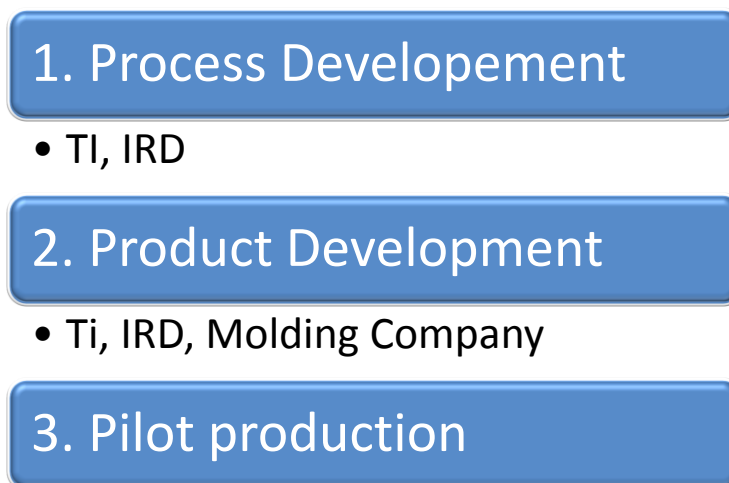 1. Process Developement
• TI, IRD
2. Product Development
• Ti, IRD, Molding Company
3. Pilot production